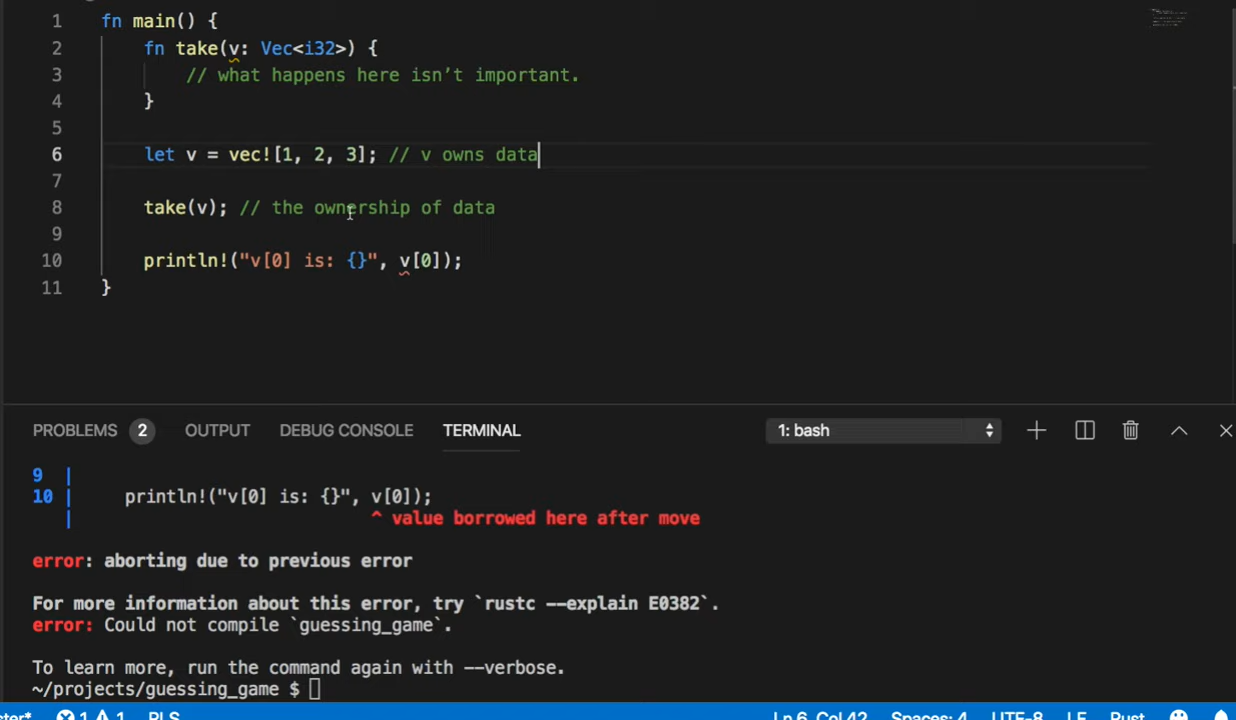 1 fn main() {
2 fn take(v: Vec<i32>) {
3 // what happens here isn’t important.
4 }
5
6 let v = vec![1, 2, 3]; // v owns data
7
8 take(v); // the ownership of data
9
10 println!("v[0] is: {}", v[0]);
11 }
PROBLEMS 2 OUTPUT DEBUG CONSOLE TERMINAL 1: bash
9 |
10 | println!("v[0] is: {}", v[0]);
| ^ value borrowed here after move
error: aborting due to previous error
For more information about this error, try `rustc --explain E0382`.
error: Could not compile `guessing_game`.
To learn more, run the command again with --verbose.
~/projects/guessing_game $
ter* 1 1 RLS Ln 6, Col 42 Spaces: 4 UTF-8 LF Rust